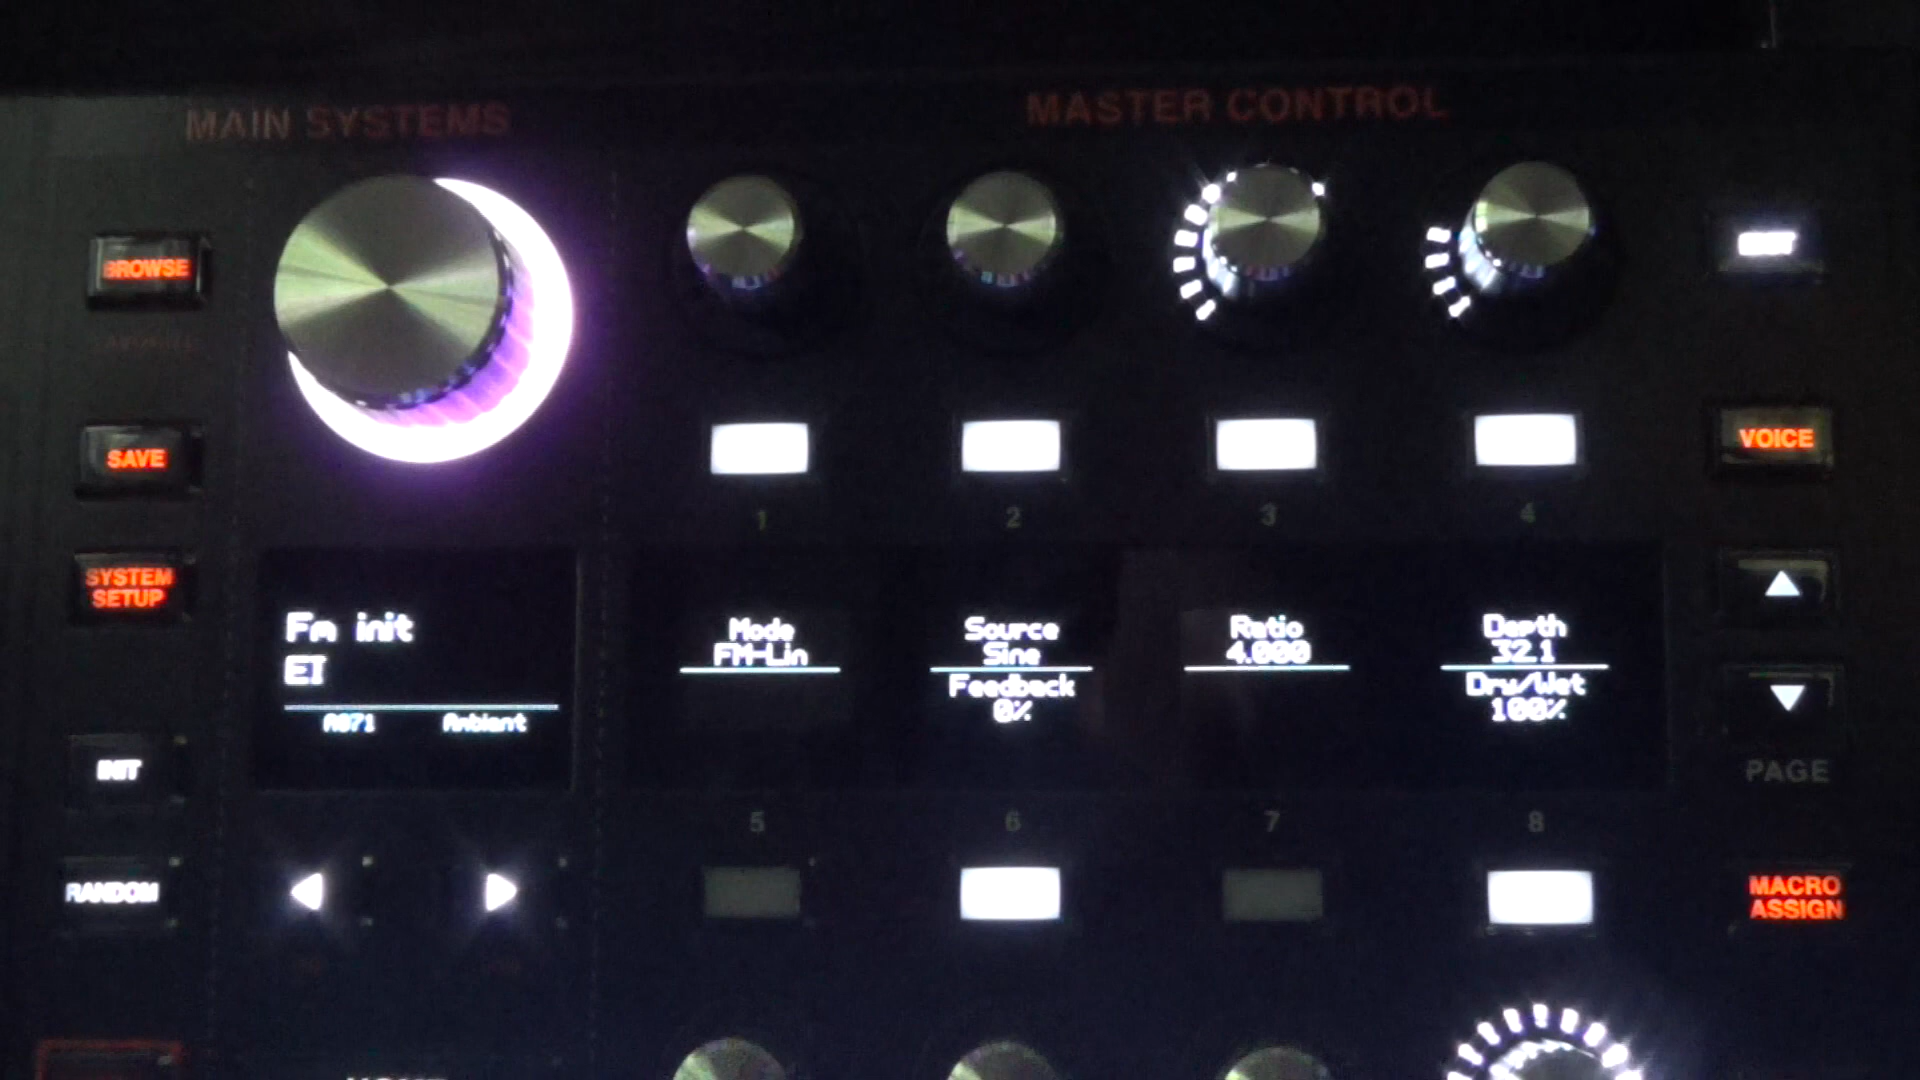 MAIN SYSTEMS
MASTER CONTROL
BROWSE
FAVORITE
SAVE
VOICE
1 2 3 4
SYSTEM
SETUP
Fm init
EI
A071 Ambient
Mode
FM-Lin
Source
Sine
Feedback
0%
Ratio
4.000
Depth
32.1
Dry/Wet
100%
INIT
PAGE
5 6 7 8
RANDOM
MACRO
ASSIGN